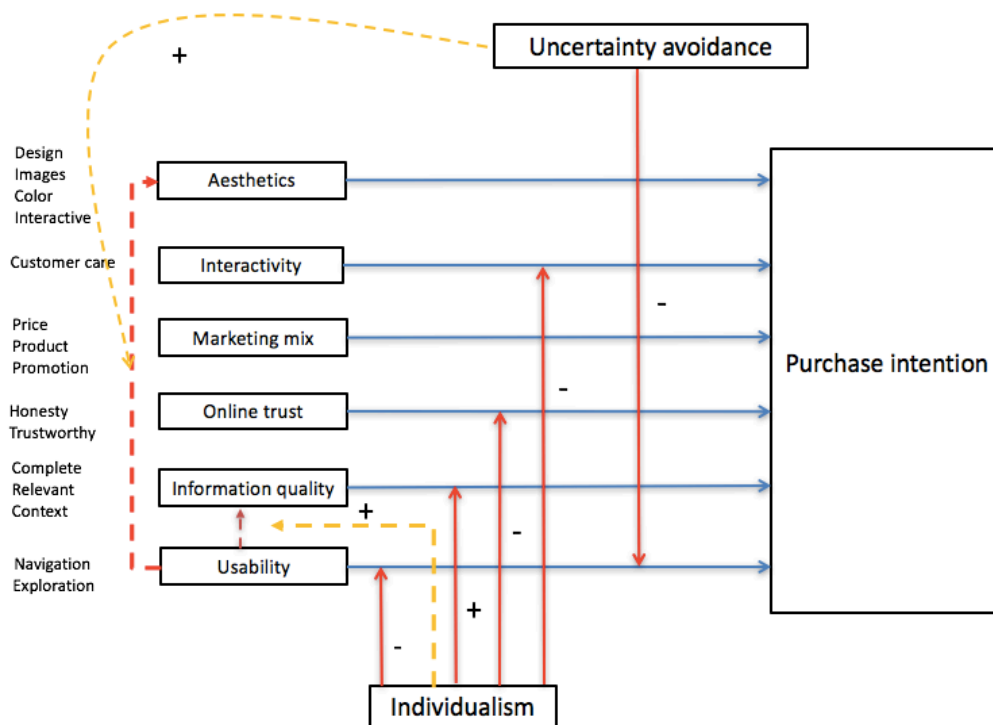 Uncertainty avoidance
+
Design
Images
Color
Interactive
Aesthetics
Customer care
Interactivity
-
Price
Product
Promotion
Marketing mix
Purchase intention
-
Honesty
Trustworthy
Online trust
Complete
Relevant
Context
Information quality
+
-
Navigation
Exploration
Usability
+
-
Individualism